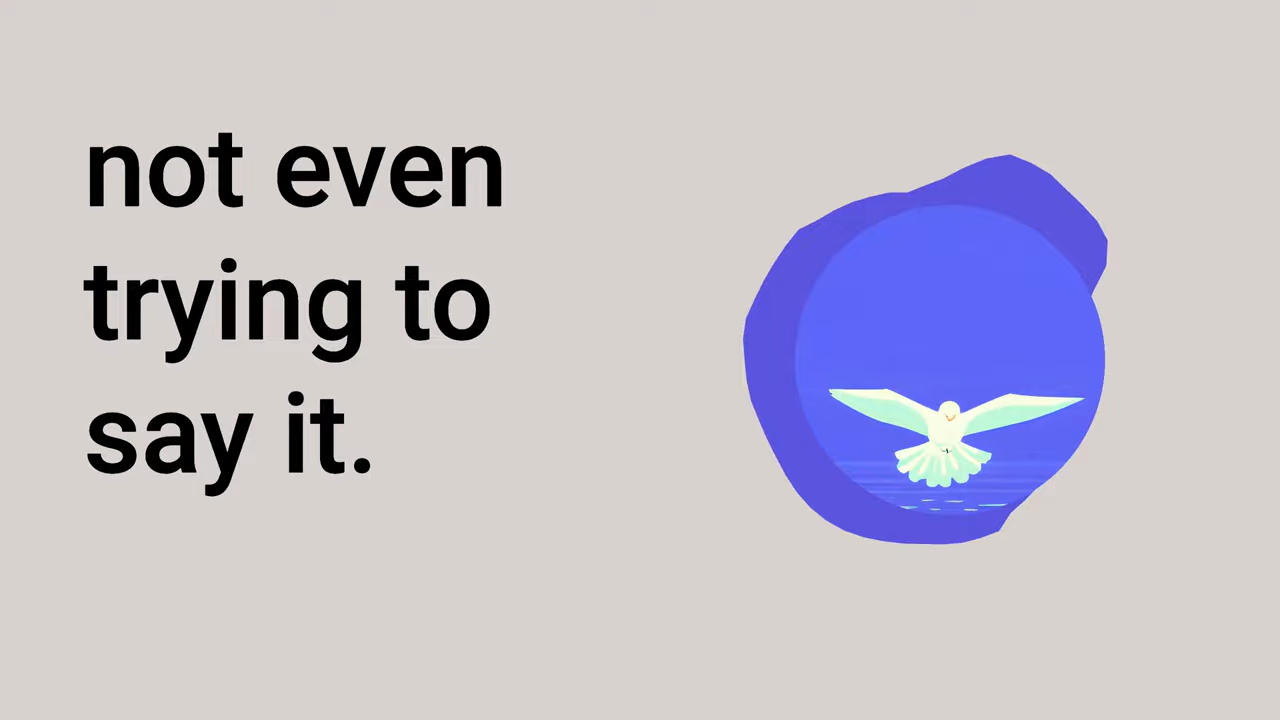 not even
trying to
say it.